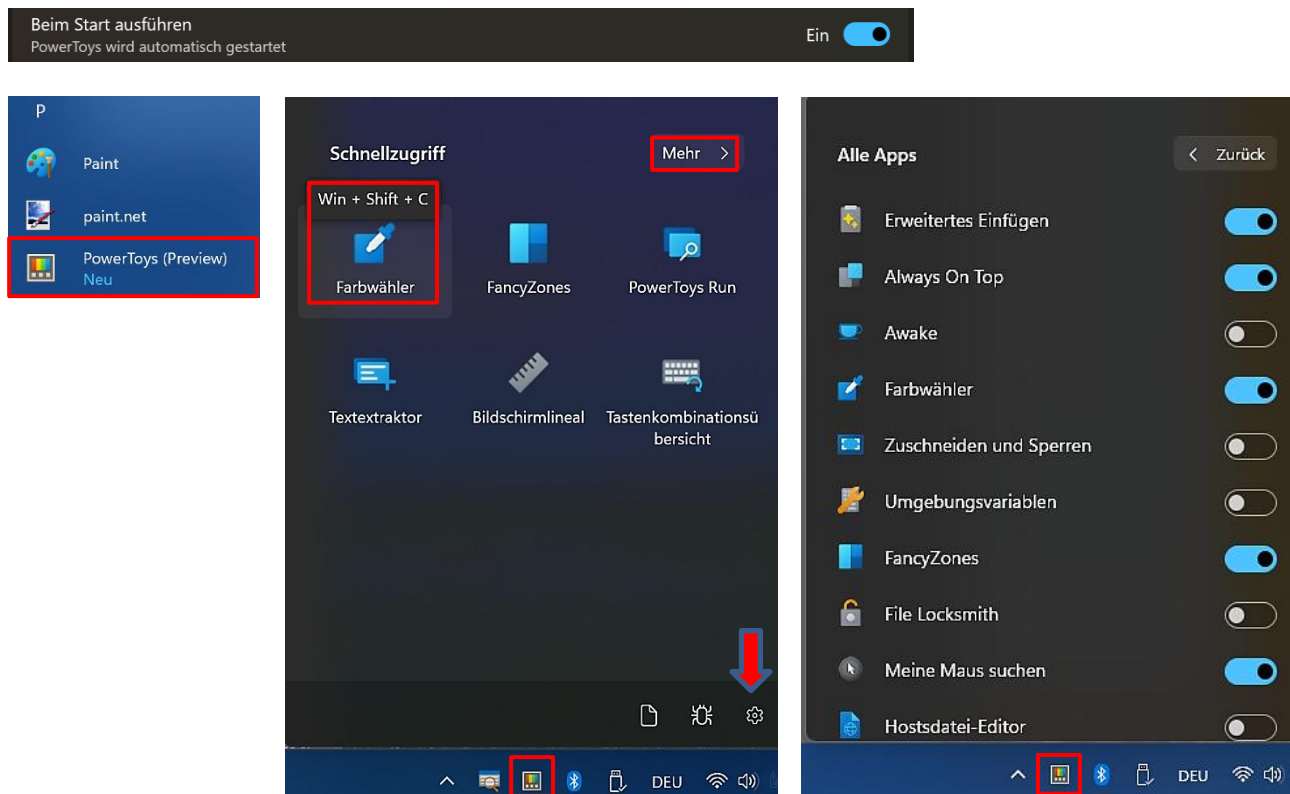 Beim Start ausführen
PowerToys wird automatisch gestartet
Ein
P
Paint
paint.net
PowerToys (Preview)
Neu
Schnellzugriff
Mehr
Win + Shift + C
Farbwähler
FancyZones
PowerToys Run
Textextraktor
Bildschirmlineal
Tastenkombinationsü
bersicht
DEU
Alle Apps
Zurück
Erweitertes Einfügen
Always On Top
Awake
Farbwähler
Zuschneiden und Sperren
Umgebungsvariablen
FancyZones
File Locksmith
Meine Maus suchen
Hostsdatei-Editor
DEU